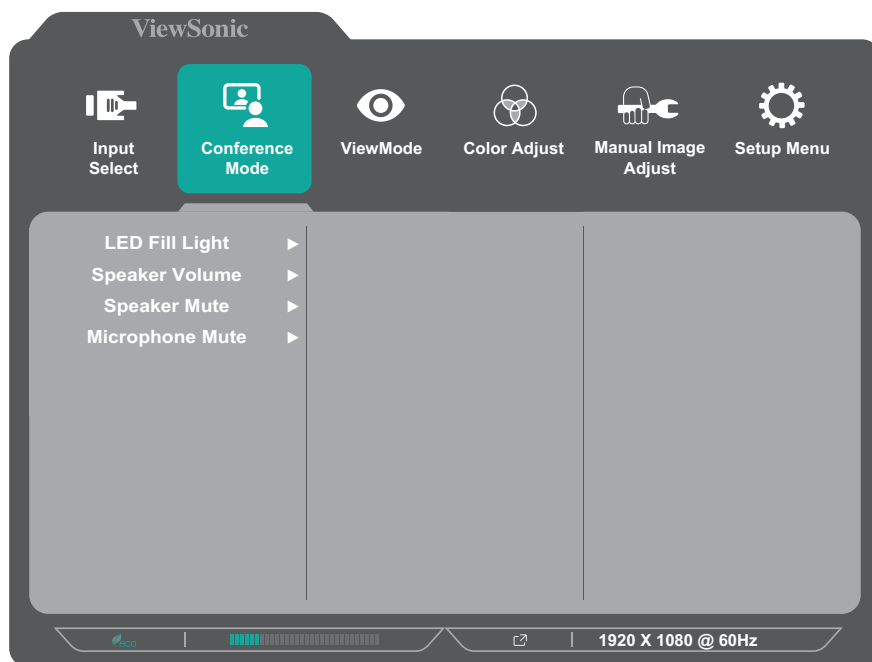 ViewSonic
Input
Select
Conference
Mode
ViewMode
Color Adjust
Manual Image
Adjust
Setup Menu
LED Fill Light
Speaker Volume
Speaker Mute
Microphone Mute
eco
1920 X 1080 @ 60Hz